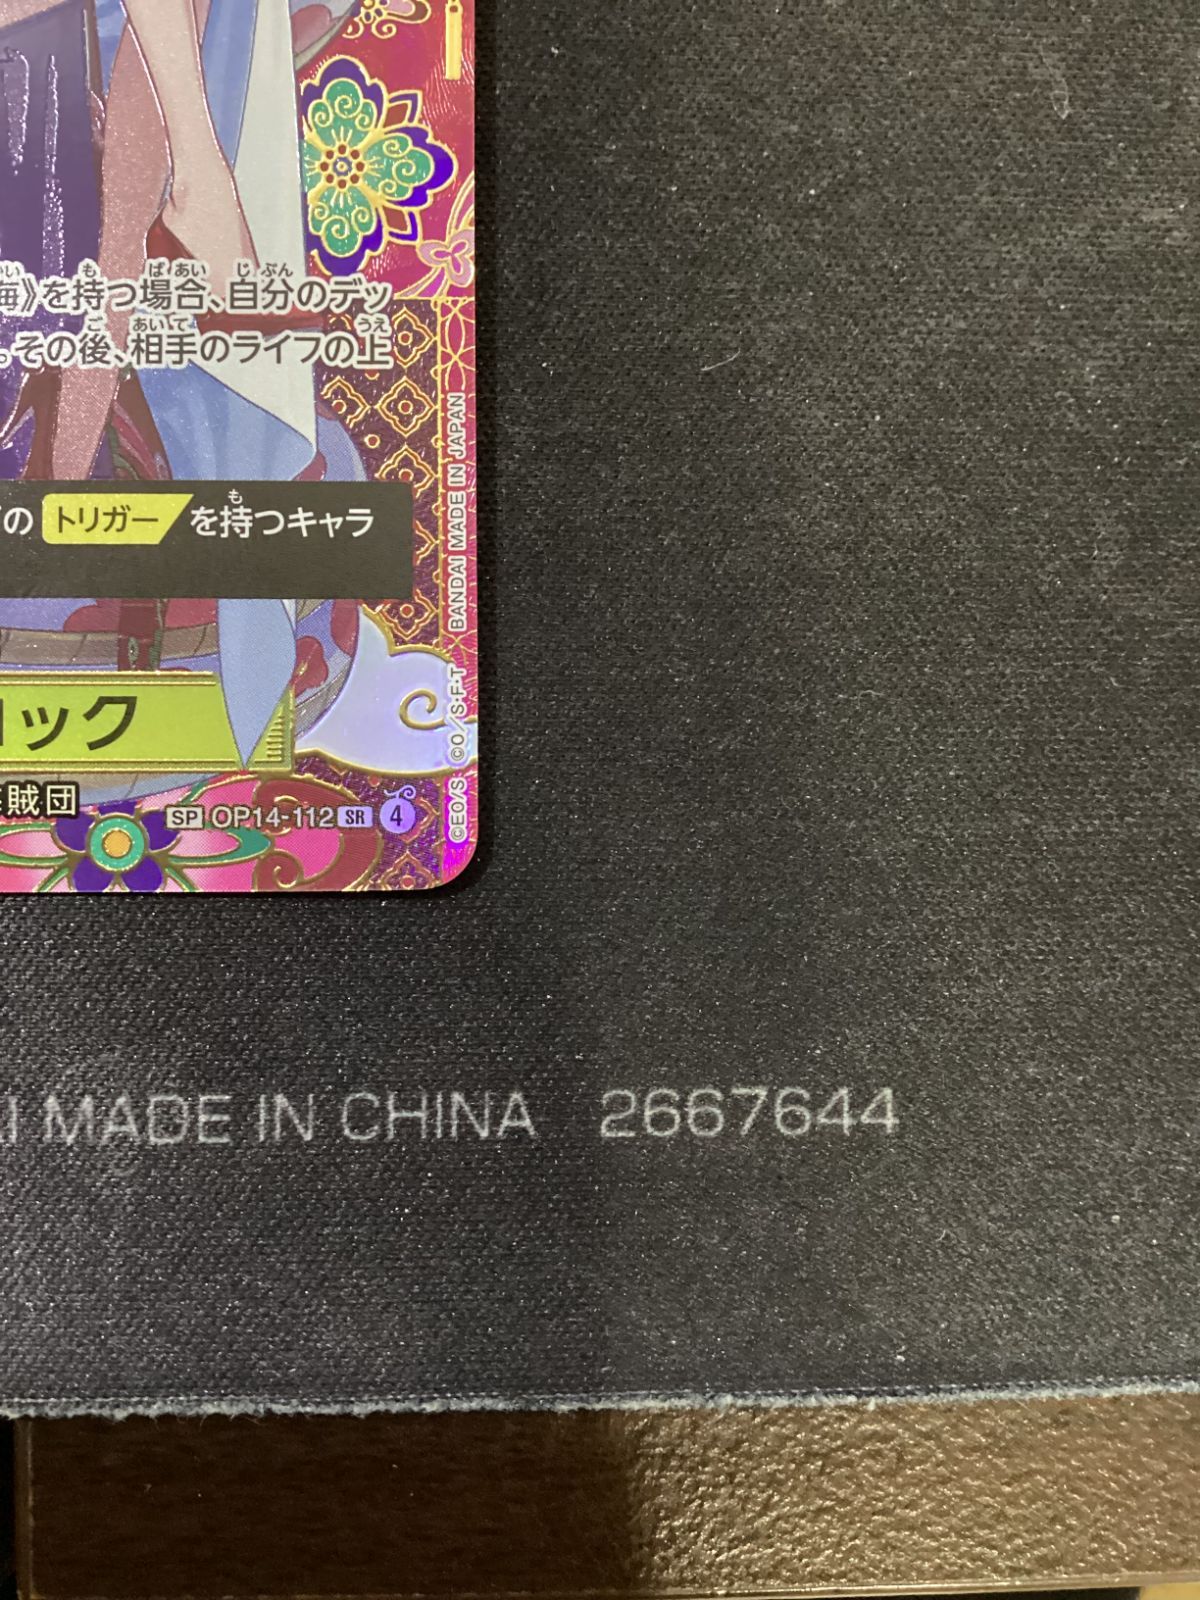 海》を持つ場合、自分のデッ
。その後、相手のライフの上
の トリガー を持つキャラ
ロック
賊団
SP OP14-112 SR 4
©EO/S. ©O/S.F.T BANDAI MADE IN JAPAN
AI MADE IN CHINA 2667644